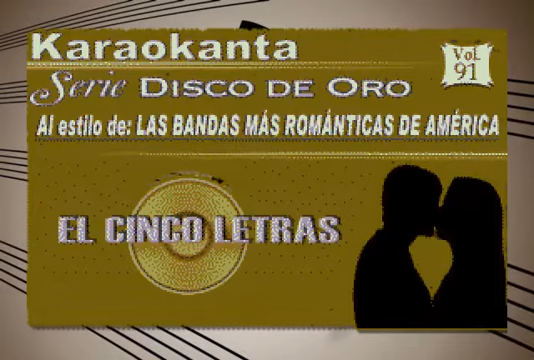 Karaokanta
Vol.
91
Serie DISCO DE ORO
Al estilo de: LAS BANDAS MÁS ROMÁNTICAS DE AMÉRICA
EL CINCO LETRAS